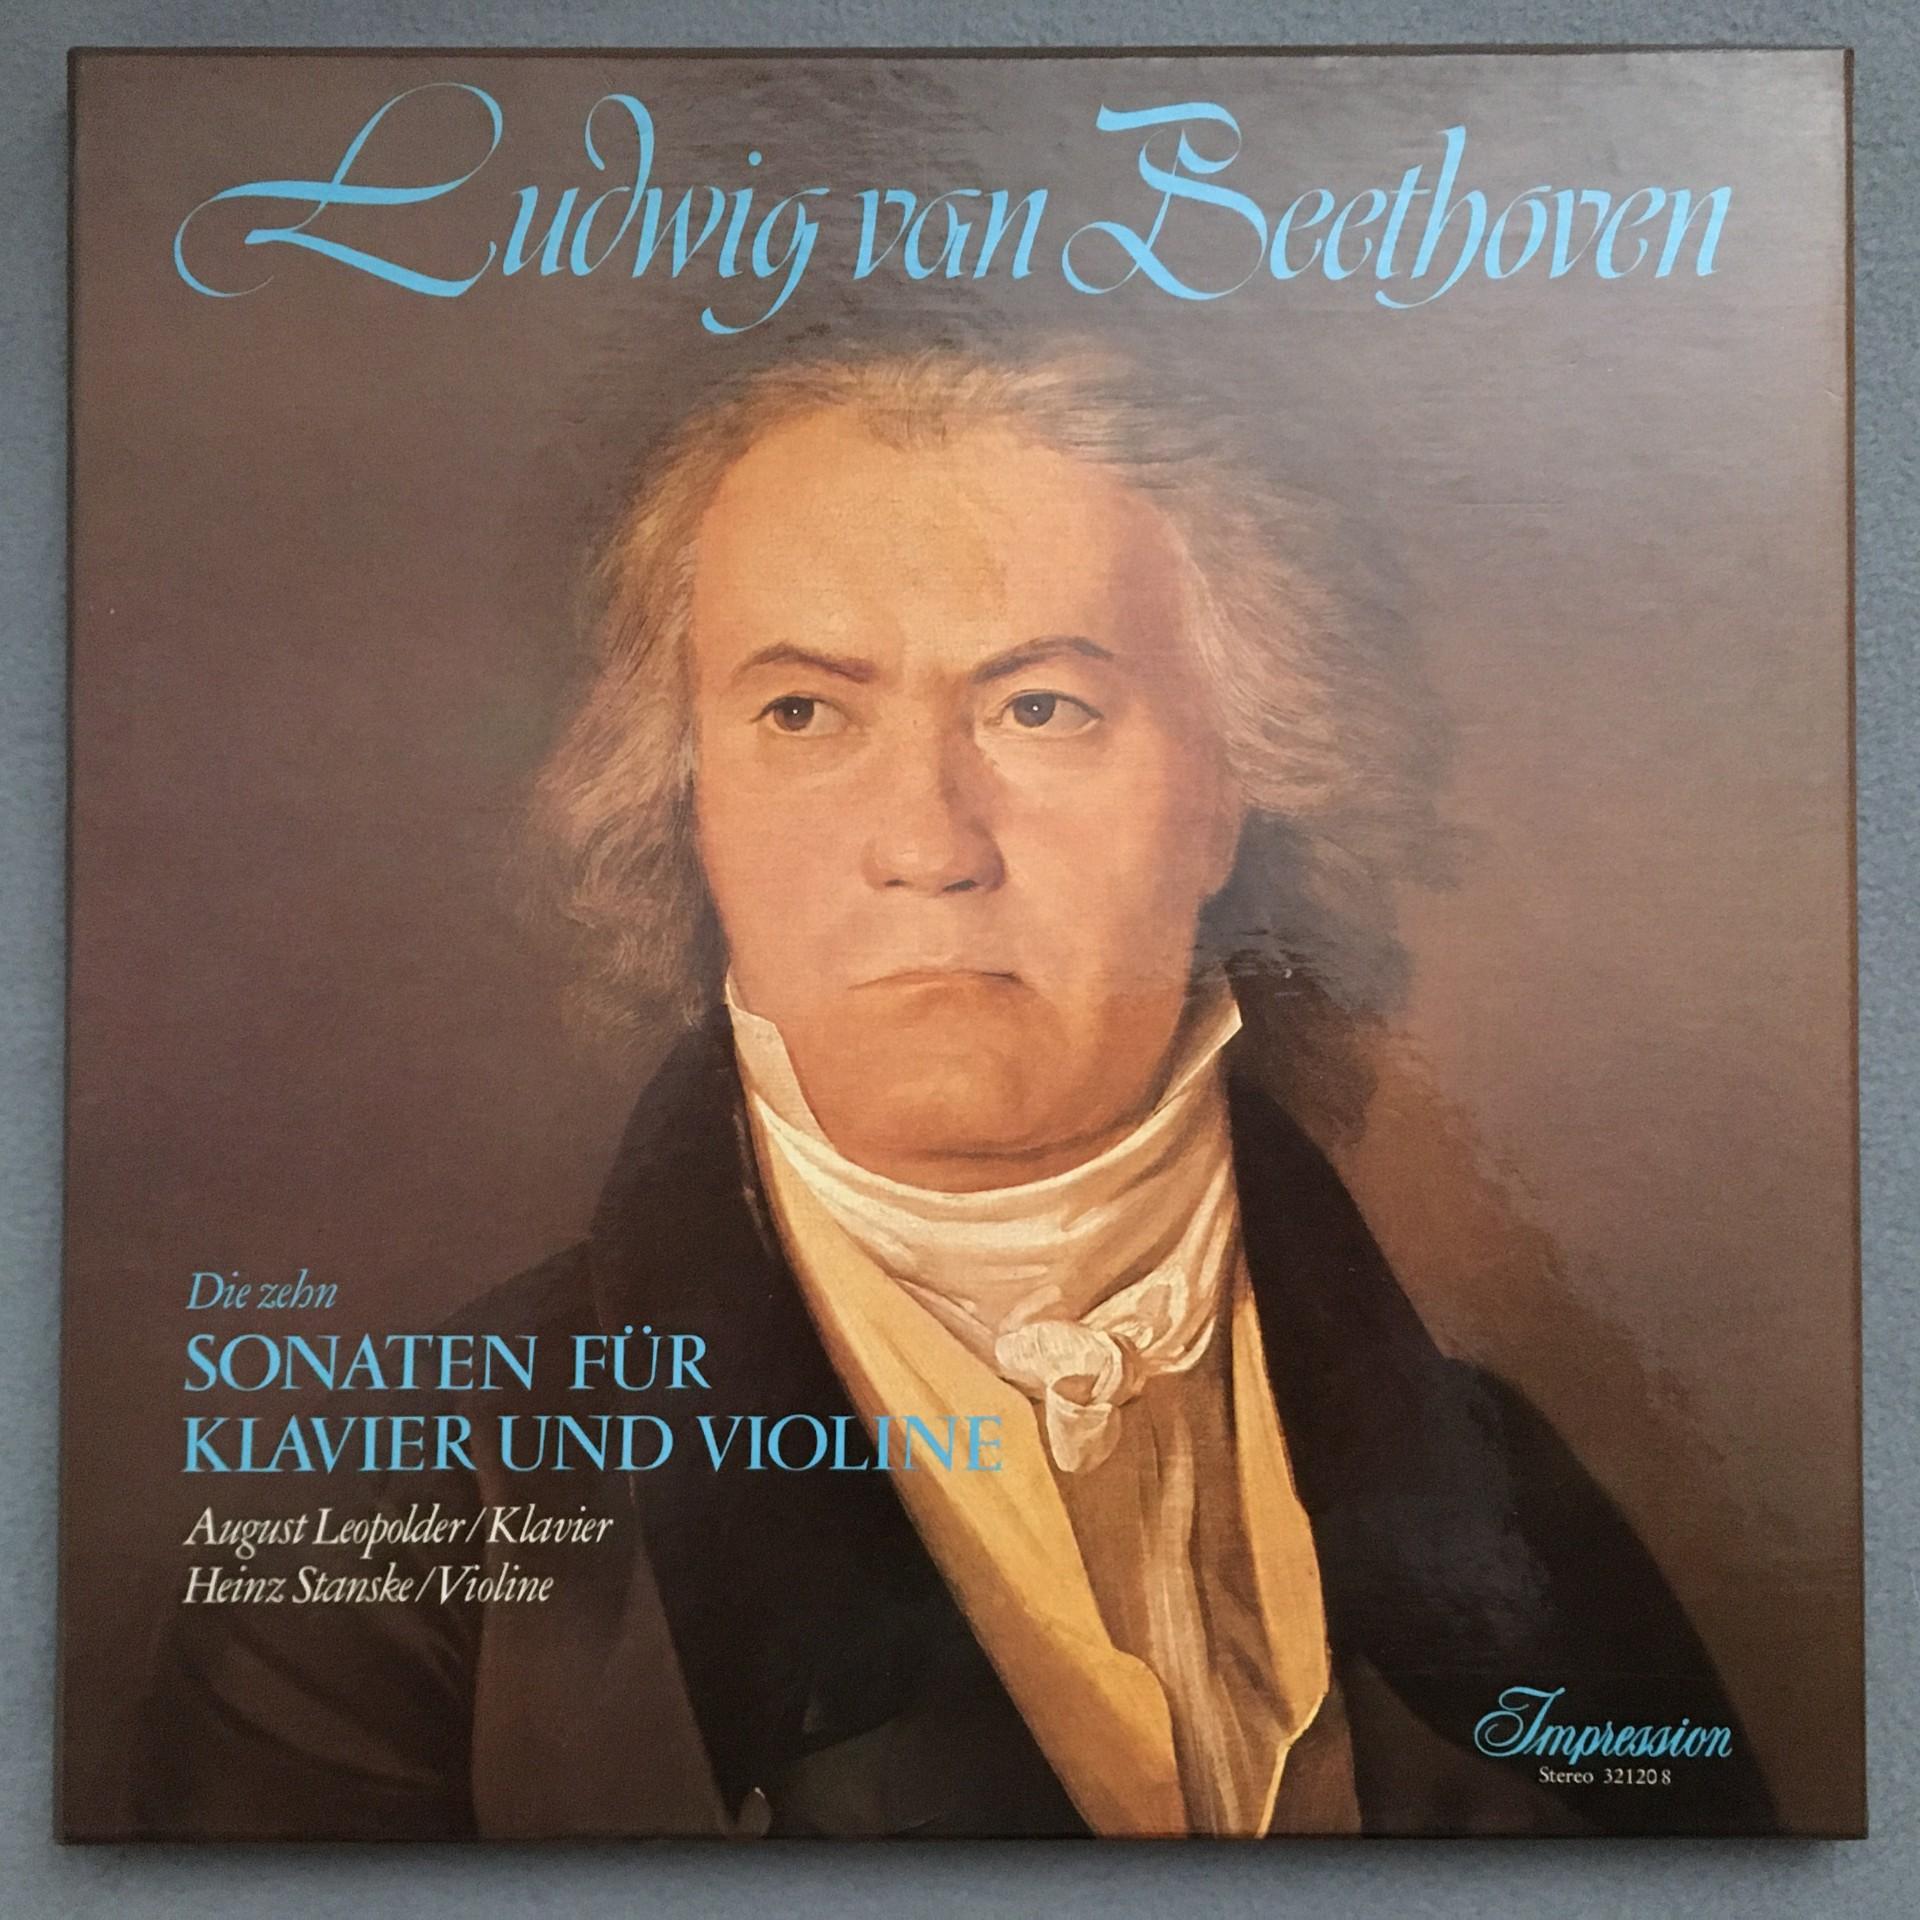 Ludwig van Beethoven
Die zehn
SONATEN FÜR
KLAVIER UND VIOLINE
August Leopolder/Klavier
Heinz Stanske/Violine
Impression
Stereo 32120 8